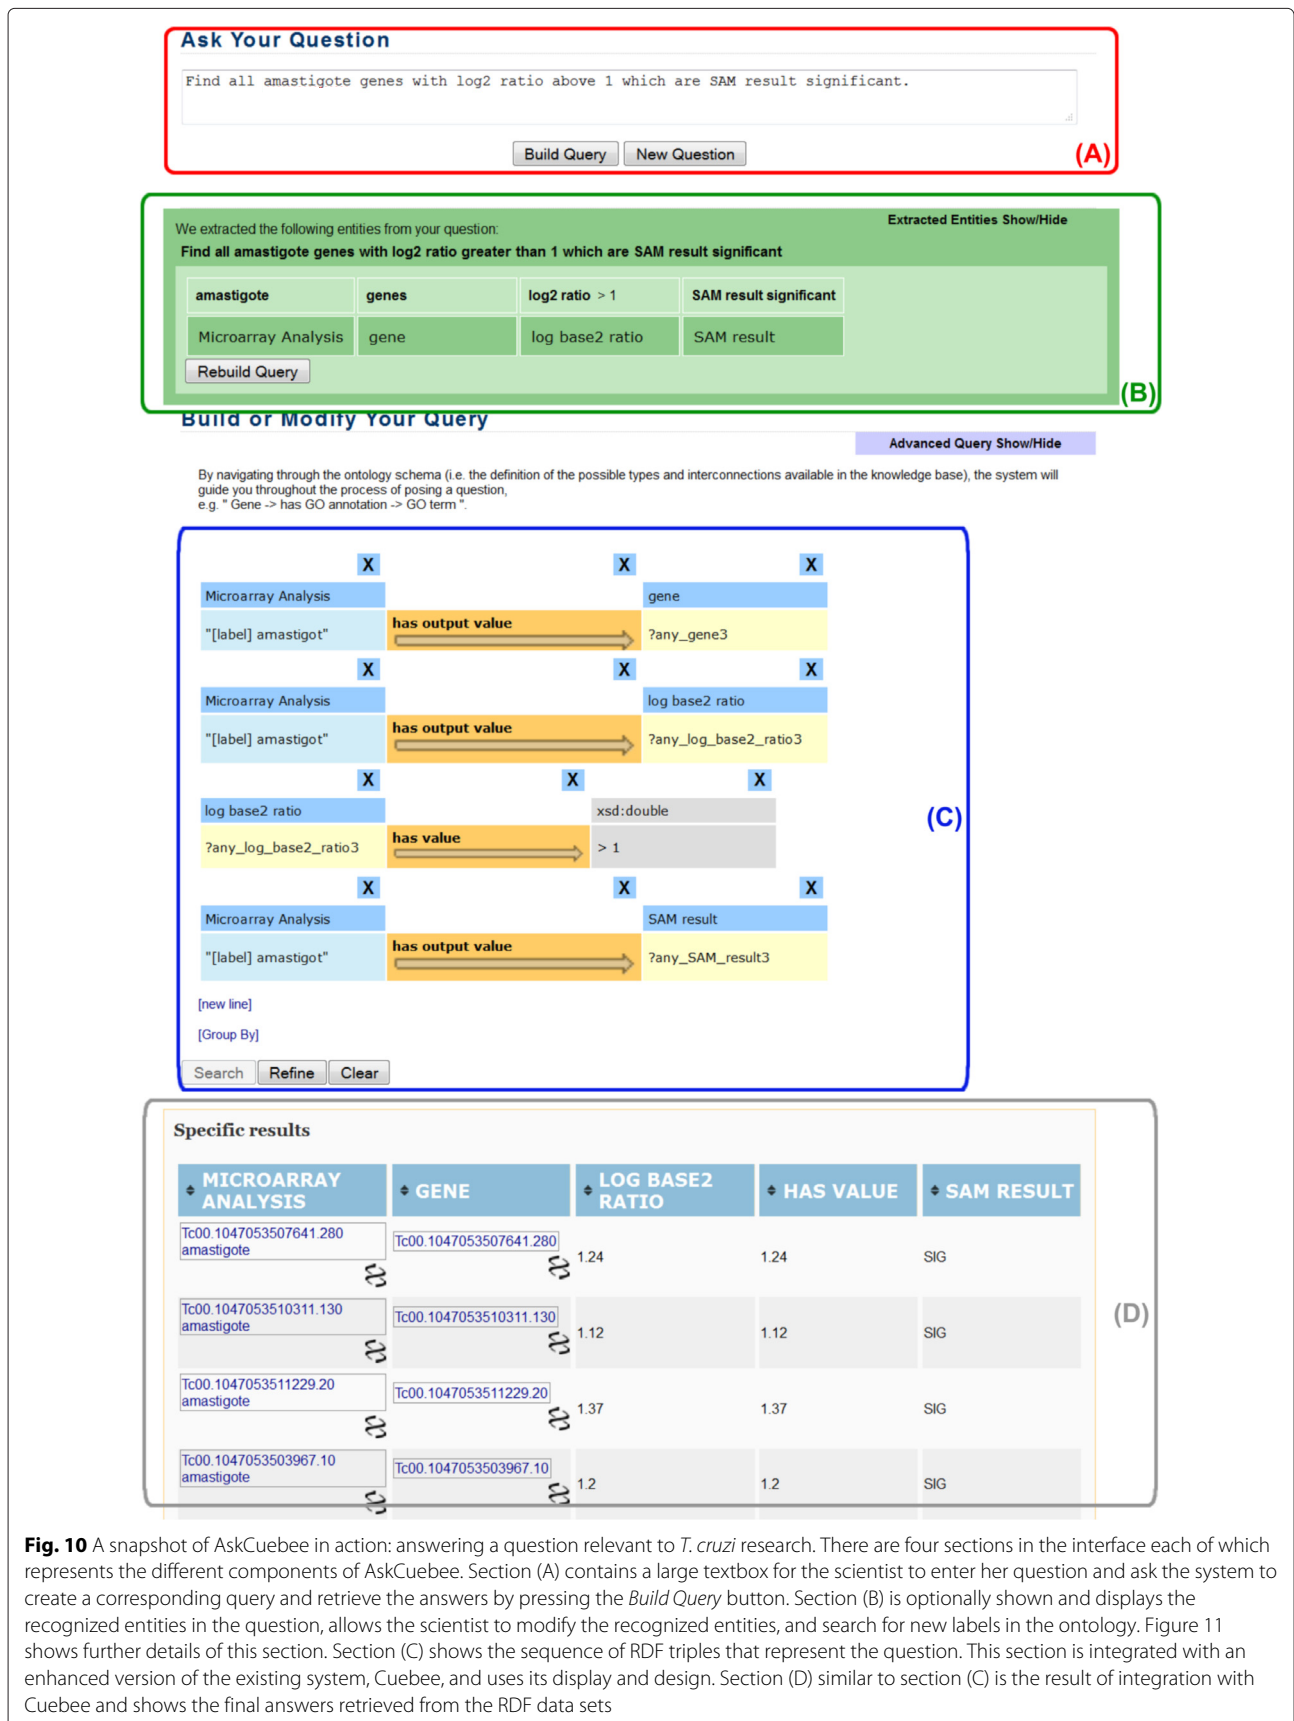 Ask Your Question
Find all amastigote genes with log2 ratio above 1 which are SAM result significant.
Build Query New Question
(A)
Extracted Entities Show/Hide
We extracted the following entities from your question:
Find all amastigote genes with log2 ratio greater than 1 which are SAM result significant
amastigote genes log2 ratio > 1 SAM result significant
Microarray Analysis gene log base2 ratio SAM result
Rebuild Query
(B)
Build or Modify Your Query
Advanced Query Show/Hide
By navigating through the ontology schema (i.e. the definition of the possible types and interconnections available in the knowledge base), the system will
guide you throughout the process of posing a question,
e.g. " Gene -> has GO annotation -> GO term ".
X X X
Microarray Analysis gene
"[label] amastigot" has output value ?any_gene3
X X X
Microarray Analysis log base2 ratio
"[label] amastigot" has output value ?any_log_base2_ratio3
X X X
log base2 ratio xsd:double
?any_log_base2_ratio3 has value > 1
(C)
X X X
Microarray Analysis SAM result
"[label] amastigot" has output value ?any_SAM_result3
[new line]
[Group By]
Search Refine Clear
Specific results
MICROARRAY ANALYSIS GENE LOG BASE2 RATIO HAS VALUE SAM RESULT
Tc00.1047053507641.280 amastigote Tc00.1047053507641.280 1.24 1.24 SIG
Tc00.1047053510311.130 amastigote Tc00.1047053510311.130 1.12 1.12 SIG
(D)
Tc00.1047053511229.20 amastigote Tc00.1047053511229.20 1.37 1.37 SIG
Tc00.1047053503967.10 amastigote Tc00.1047053503967.10 1.2 1.2 SIG
Fig. 10 A snapshot of AskCuebee in action: answering a question relevant to T. cruzi research. There are four sections in the interface each of which
represents the different components of AskCuebee. Section (A) contains a large textbox for the scientist to enter her question and ask the system to
create a corresponding query and retrieve the answers by pressing the Build Query button. Section (B) is optionally shown and displays the
recognized entities in the question, allows the scientist to modify the recognized entities, and search for new labels in the ontology. Figure 11
shows further details of this section. Section (C) shows the sequence of RDF triples that represent the question. This section is integrated with an
enhanced version of the existing system, Cuebee, and uses its display and design. Section (D) similar to section (C) is the result of integration with
Cuebee and shows the final answers retrieved from the RDF data sets